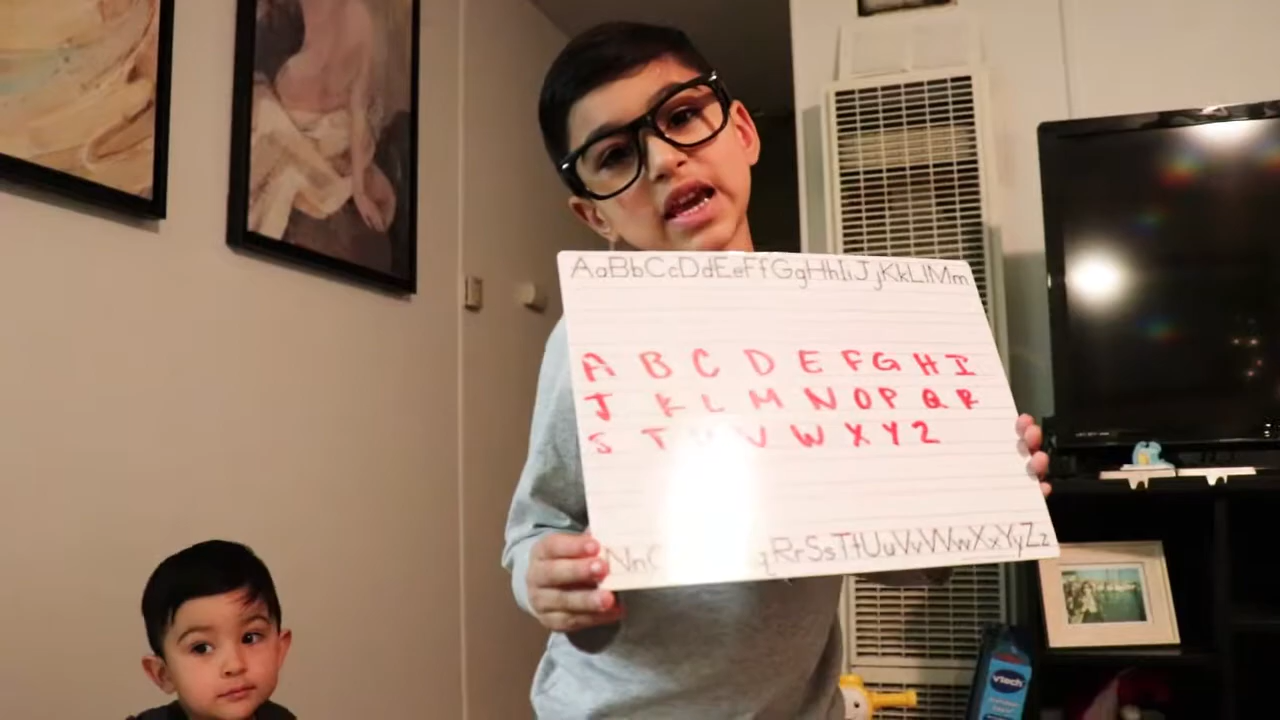 AaBbCcDdEeFfGgHhIiJjKkLlMm
A B C D E F G H I
J K L M N O P Q R
S T U V W X Y Z
Nn RrSsTtUuVvWwXxYyZz
vtech